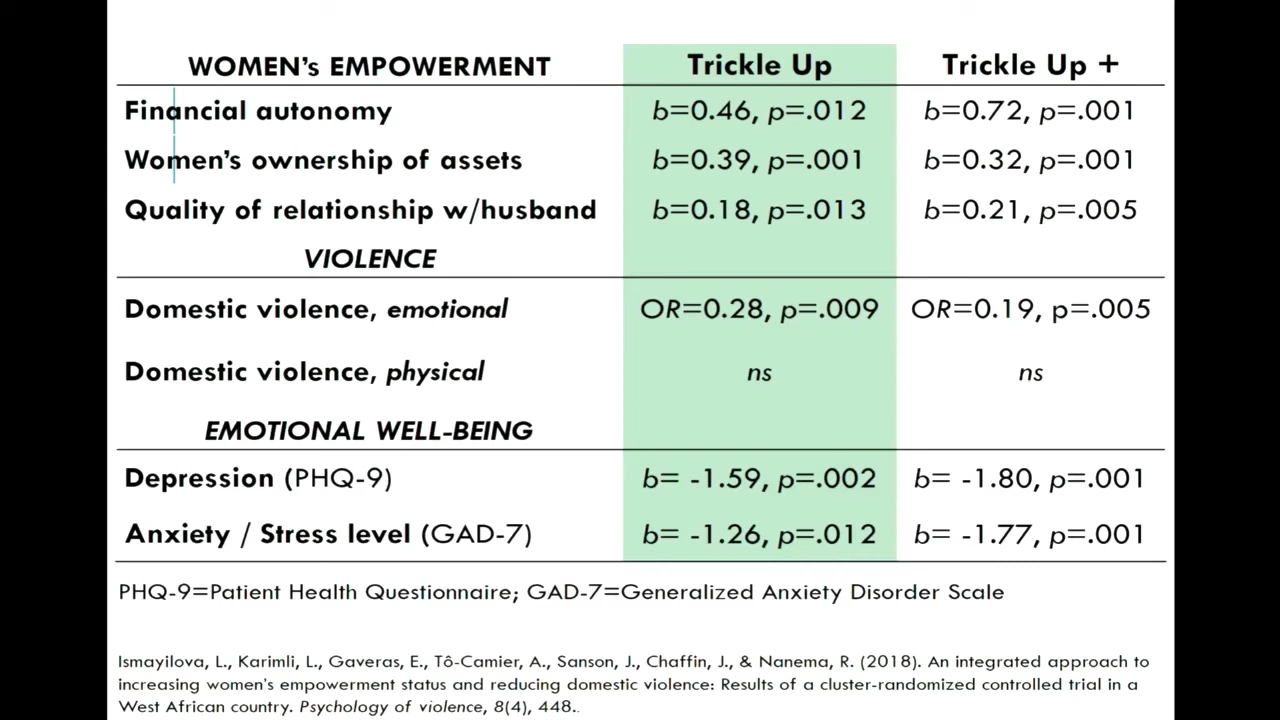 WOMEN's EMPOWERMENT Trickle Up Trickle Up +
Financial autonomy b=0.46, p=.012 b=0.72, p=.001
Women's ownership of assets b=0.39, p=.001 b=0.32, p=.001
Quality of relationship w/husband b=0.18, p=.013 b=0.21, p=.005
VIOLENCE
Domestic violence, emotional OR=0.28, p=.009 OR=0.19, p=.005
Domestic violence, physical ns ns
EMOTIONAL WELL-BEING
Depression (PHQ-9) b= -1.59, p=.002 b= -1.80, p=.001
Anxiety / Stress level (GAD-7) b= -1.26, p=.012 b= -1.77, p=.001
PHQ-9=Patient Health Questionnaire; GAD-7=Generalized Anxiety Disorder Scale
Ismayilova, L., Karimli, L., Gaveras, E., Tô-Camier, A., Sanson, J., Chaffin, J., & Nanema, R. (2018). An integrated approach to
increasing women's empowerment status and reducing domestic violence: Results of a cluster-randomized controlled trial in a
West African country. Psychology of violence, 8(4), 448..